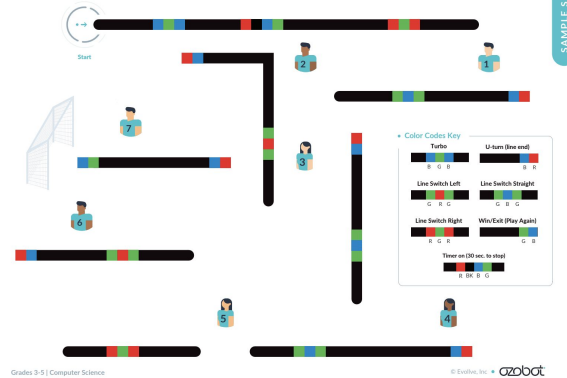 SAMPLE S
Start
1
2
3
4
5
6
7
Color Codes Key
Turbo
B G B
U-turn (line end)
B R
Line Switch Left
G R G
Line Switch Straight
G B G
Line Switch Right
R G R
Win/Exit (Play Again)
G B
Timer on (30 sec. to stop)
R BK B G
Grades 3-5 | Computer Science
© Evollve, Inc. • ozobot